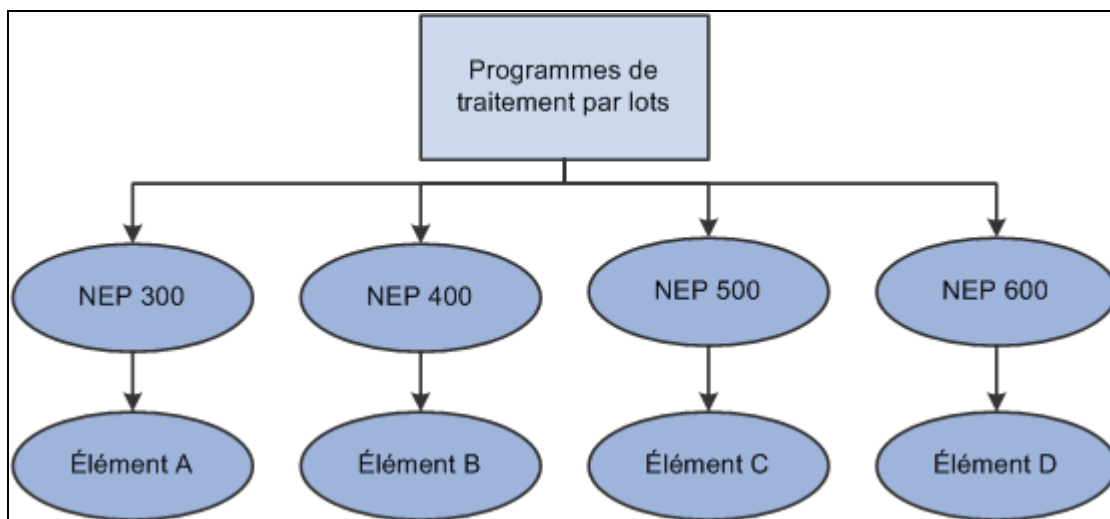 Programmes de
traitement par lots
NEP 300
NEP 400
NEP 500
NEP 600
Élément A
Élément B
Élément C
Élément D